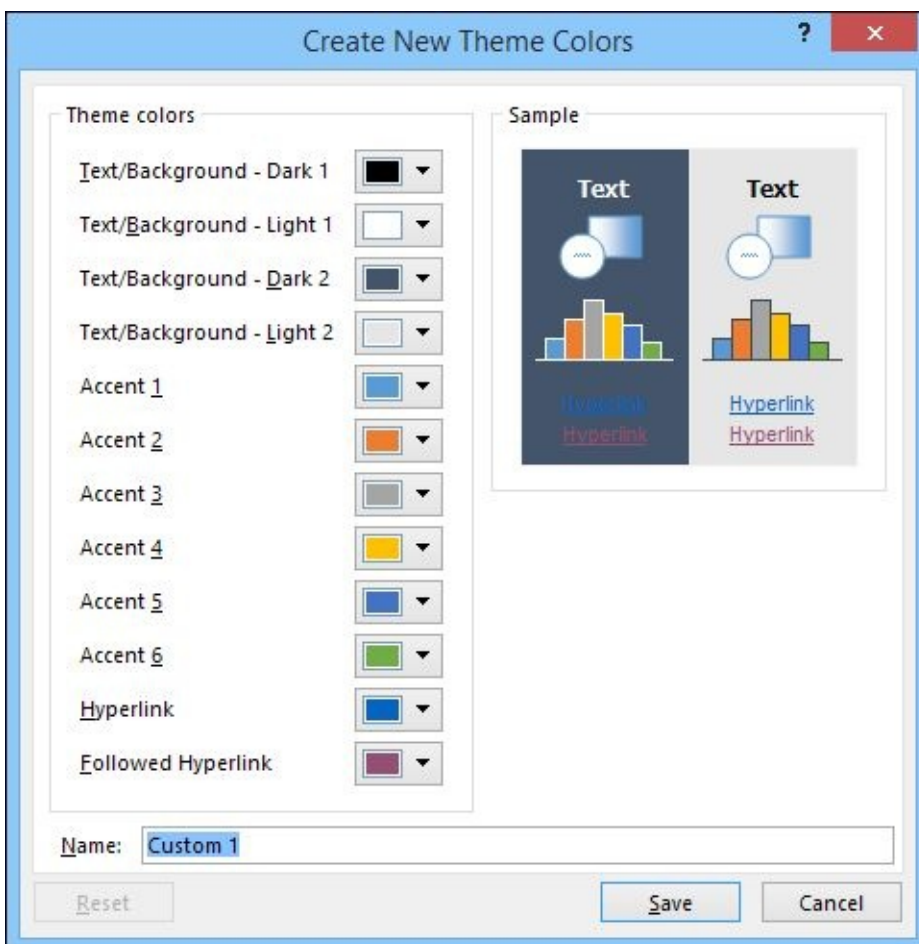 Create New Theme Colors ?
Theme colors
Text/Background - Dark 1
Text/Background - Light 1
Text/Background - Dark 2
Text/Background - Light 2
Accent 1
Accent 2
Accent 3
Accent 4
Accent 5
Accent 6
Hyperlink
Followed Hyperlink
Sample
Text Text
Hyperlink Hyperlink
Hyperlink Hyperlink
Name: Custom 1
Reset Save Cancel